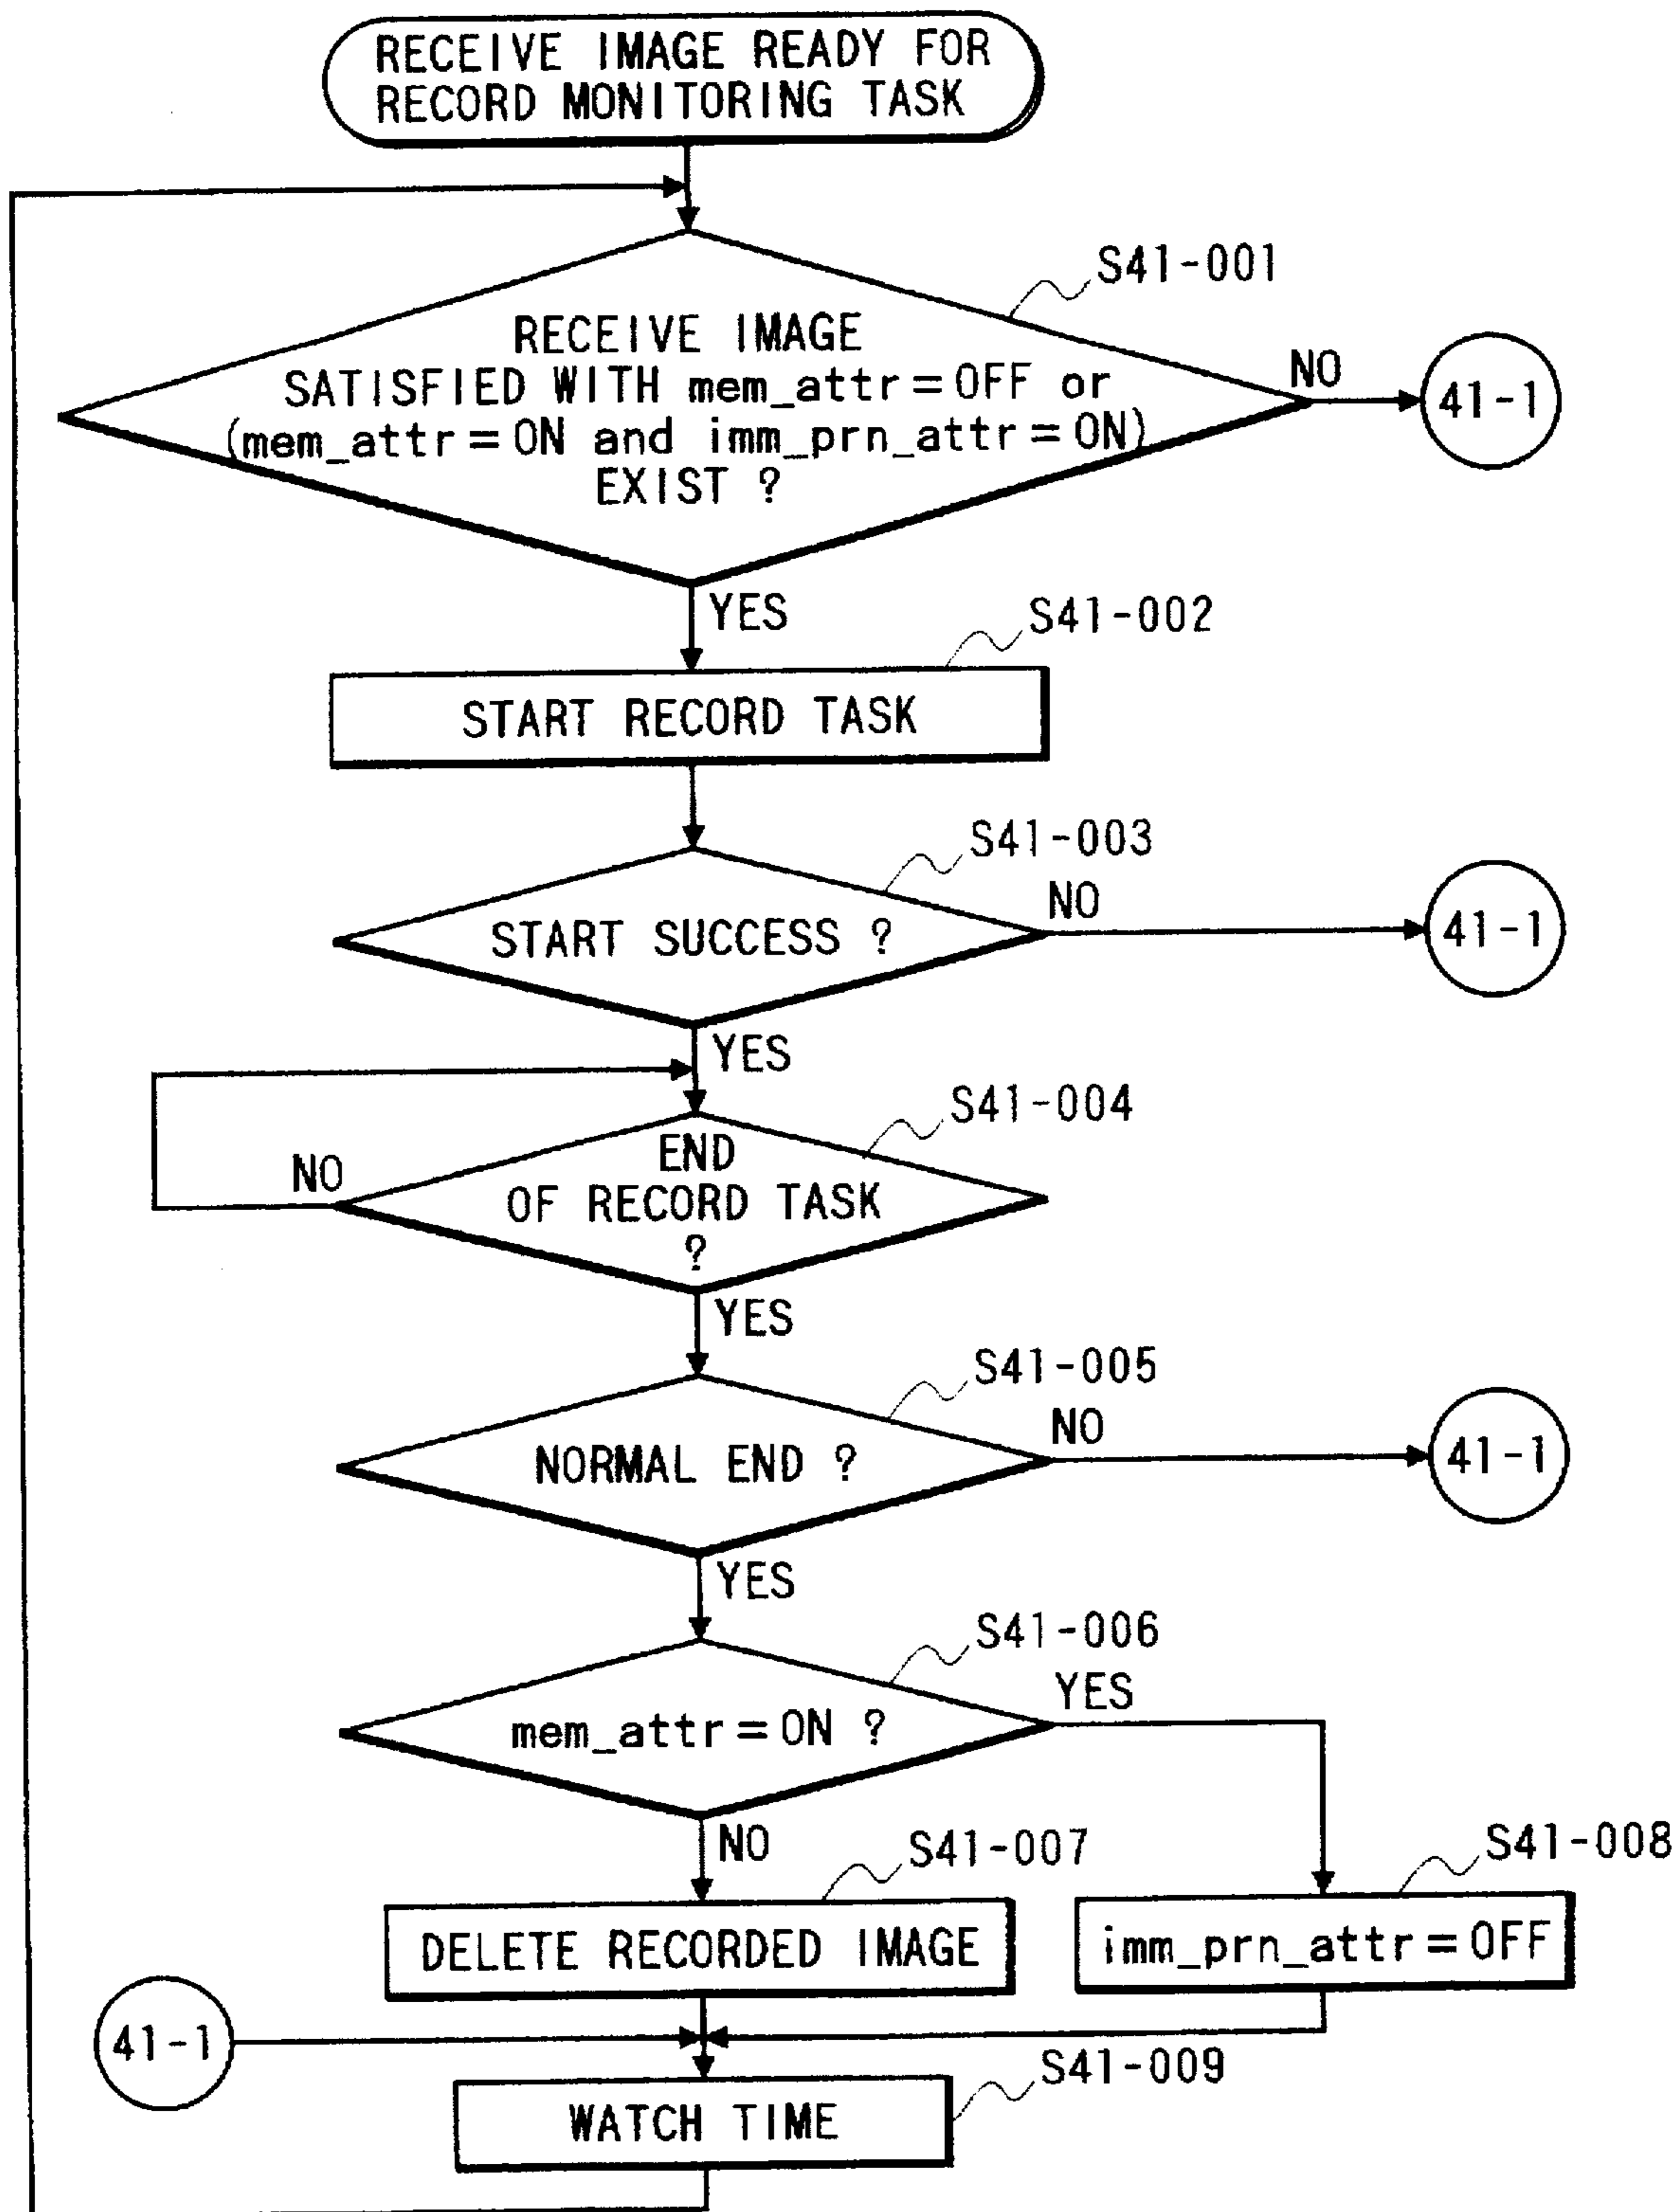 RECEIVE IMAGE READY FOR
RECORD MONITORING TASK
S41-001
RECEIVE IMAGE
SATISFIED WITH mem_attr=OFF or
(mem_attr=ON and imm_prn_attr=ON)
EXIST ?
NO
41-1
YES
S41-002
START RECORD TASK
S41-003
START SUCCESS ?
NO
41-1
YES
S41-004
END
OF RECORD TASK
?
NO
YES
S41-005
NORMAL END ?
NO
41-1
YES
S41-006
mem_attr=ON ?
YES
NO
S41-007
S41-008
DELETE RECORDED IMAGE
imm_prn_attr=OFF
41-1
S41-009
WATCH TIME